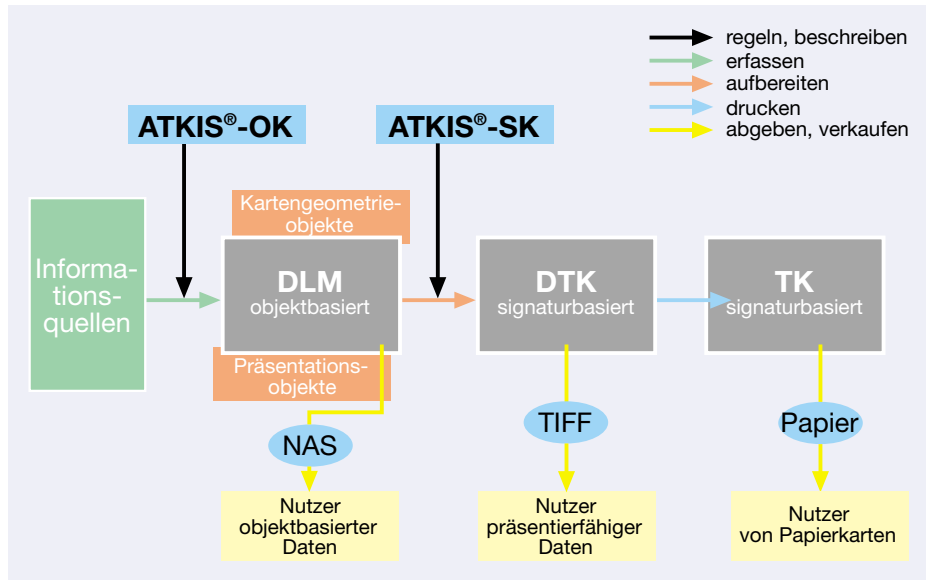 regeln, beschreiben
erfassen
aufbereiten
drucken
abgeben, verkaufen
ATKIS®-OK
ATKIS®-SK
Kartengeometrie-
objekte
Informa-
tions-
quellen
DLM
objektbasiert
DTK
signaturbasiert
TK
signaturbasiert
Präsentations-
objekte
NAS
TIFF
Papier
Nutzer
objektbasierter
Daten
Nutzer
präsentierfähiger
Daten
Nutzer
von Papierkarten